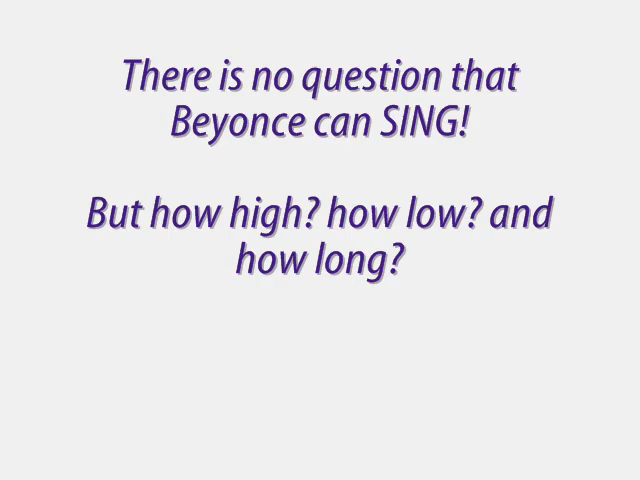 There is no question that
Beyonce can SING!
But how high? how low? and
how long?